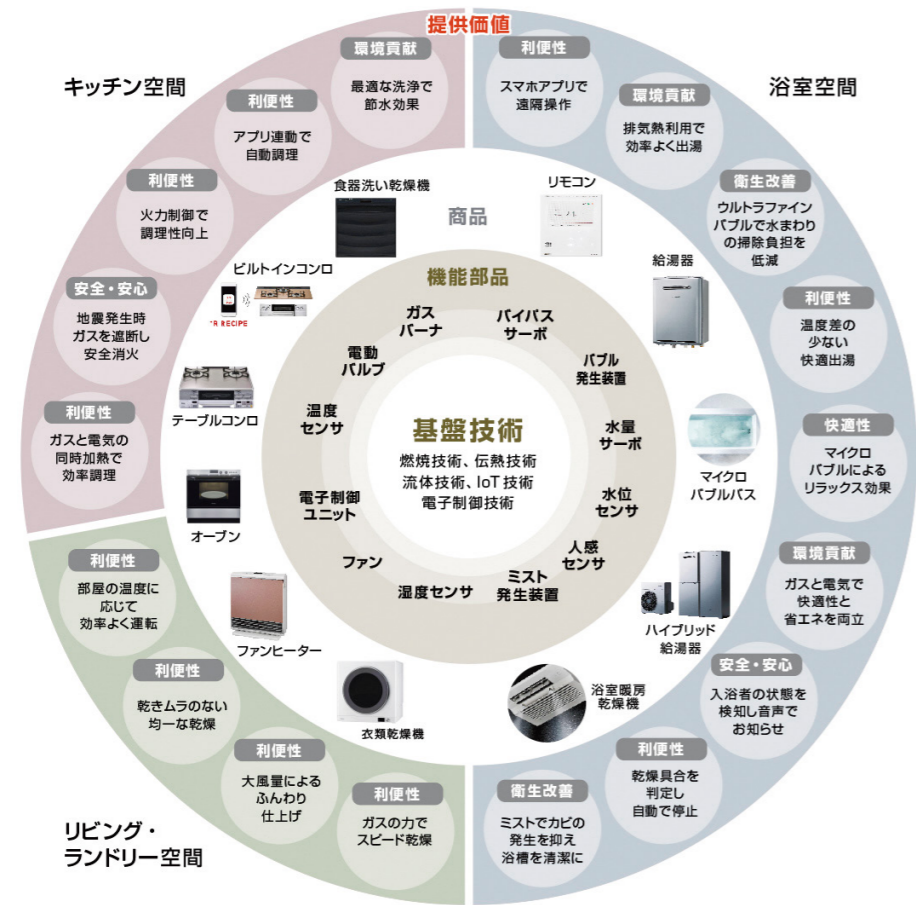 提供価値
キッチン空間
環境貢献
最適な洗浄で
節水効果
利便性
アプリ連動で
自動調理
利便性
火力制御で
調理性向上
安全・安心
地震発生時
ガスを遮断し
安全消火
利便性
ガスと電気の
同時加熱で
効率調理
浴室空間
利便性
スマホアプリで
遠隔操作
環境貢献
排気熱利用で
効率よく出湯
衛生改善
ウルトラファイン
バブルで水まわり
の掃除負担を
低減
利便性
温度差の
少ない
快適出湯
快適性
マイクロ
バブルによる
リラックス効果
環境貢献
ガスと電気で
快適性と
省エネを両立
安全・安心
入浴者の状態を
検知し音声で
お知らせ
利便性
乾燥具合を
判定し
自動で停止
衛生改善
ミストでカビの
発生を抑え
浴槽を清潔に
リビング・
ランドリー空間
利便性
部屋の温度に
応じて
効率よく運転
利便性
乾きムラのない
均一な乾燥
利便性
大風量による
ふんわり
仕上げ
利便性
ガスの力で
スピード乾燥
商品
食器洗い乾燥機
リモコン
ビルトインコンロ
+R RECIPE
給湯器
テーブルコンロ
マイクロ
バブルバス
オーブン
ハイブリッド
給湯器
ファンヒーター
浴室暖房
乾燥機
衣類乾燥機
機能部品
ガス
バーナ
バイパス
サーボ
電動
バルブ
バブル
発生装置
温度
センサ
水量
サーボ
電子制御
ユニット
水位
センサ
ファン
人感
センサ
湿度センサ
ミスト
発生装置
基盤技術
燃焼技術、伝熱技術
流体技術、IoT技術
電子制御技術